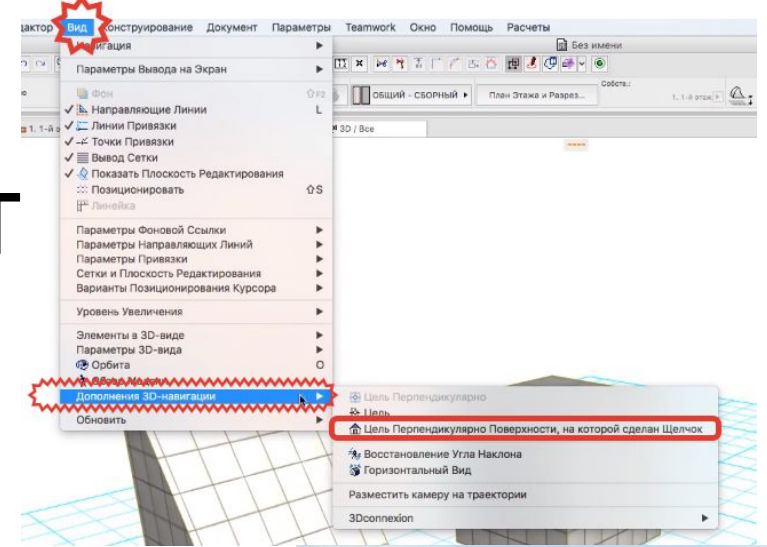 Вид Конструирование Документ Параметры Teamwork Окно Помощь Расчеты
Навигация
Без имени
Параметры Вывода на Экран
Фон ⇧F2
ОБЩИЙ - СБОРНЫЙ
План Этажа и Разрез...
Направляющие Линии L
Линии Привязки
3D / Все
Точки Привязки
Вывод Сетки
Показать Плоскость Редактирования
Позиционировать ⇧S
Линейка
Параметры Фоновой Ссылки
Параметры Направляющих Линий
Параметры Привязки
Сетки и Плоскость Редактирования
Варианты Позиционирования Курсора
Уровень Увеличения
Элементы в 3D-виде
Параметры 3D-вида
Орбита O
Дополнения 3D-навигации
Обновить
Цель Перпендикулярно
Цель
Цель Перпендикулярно Поверхности, на которой сделан Щелчок
Восстановление Угла Наклона
Горизонтальный Вид
Разместить камеру на траектории
3Dconnexion